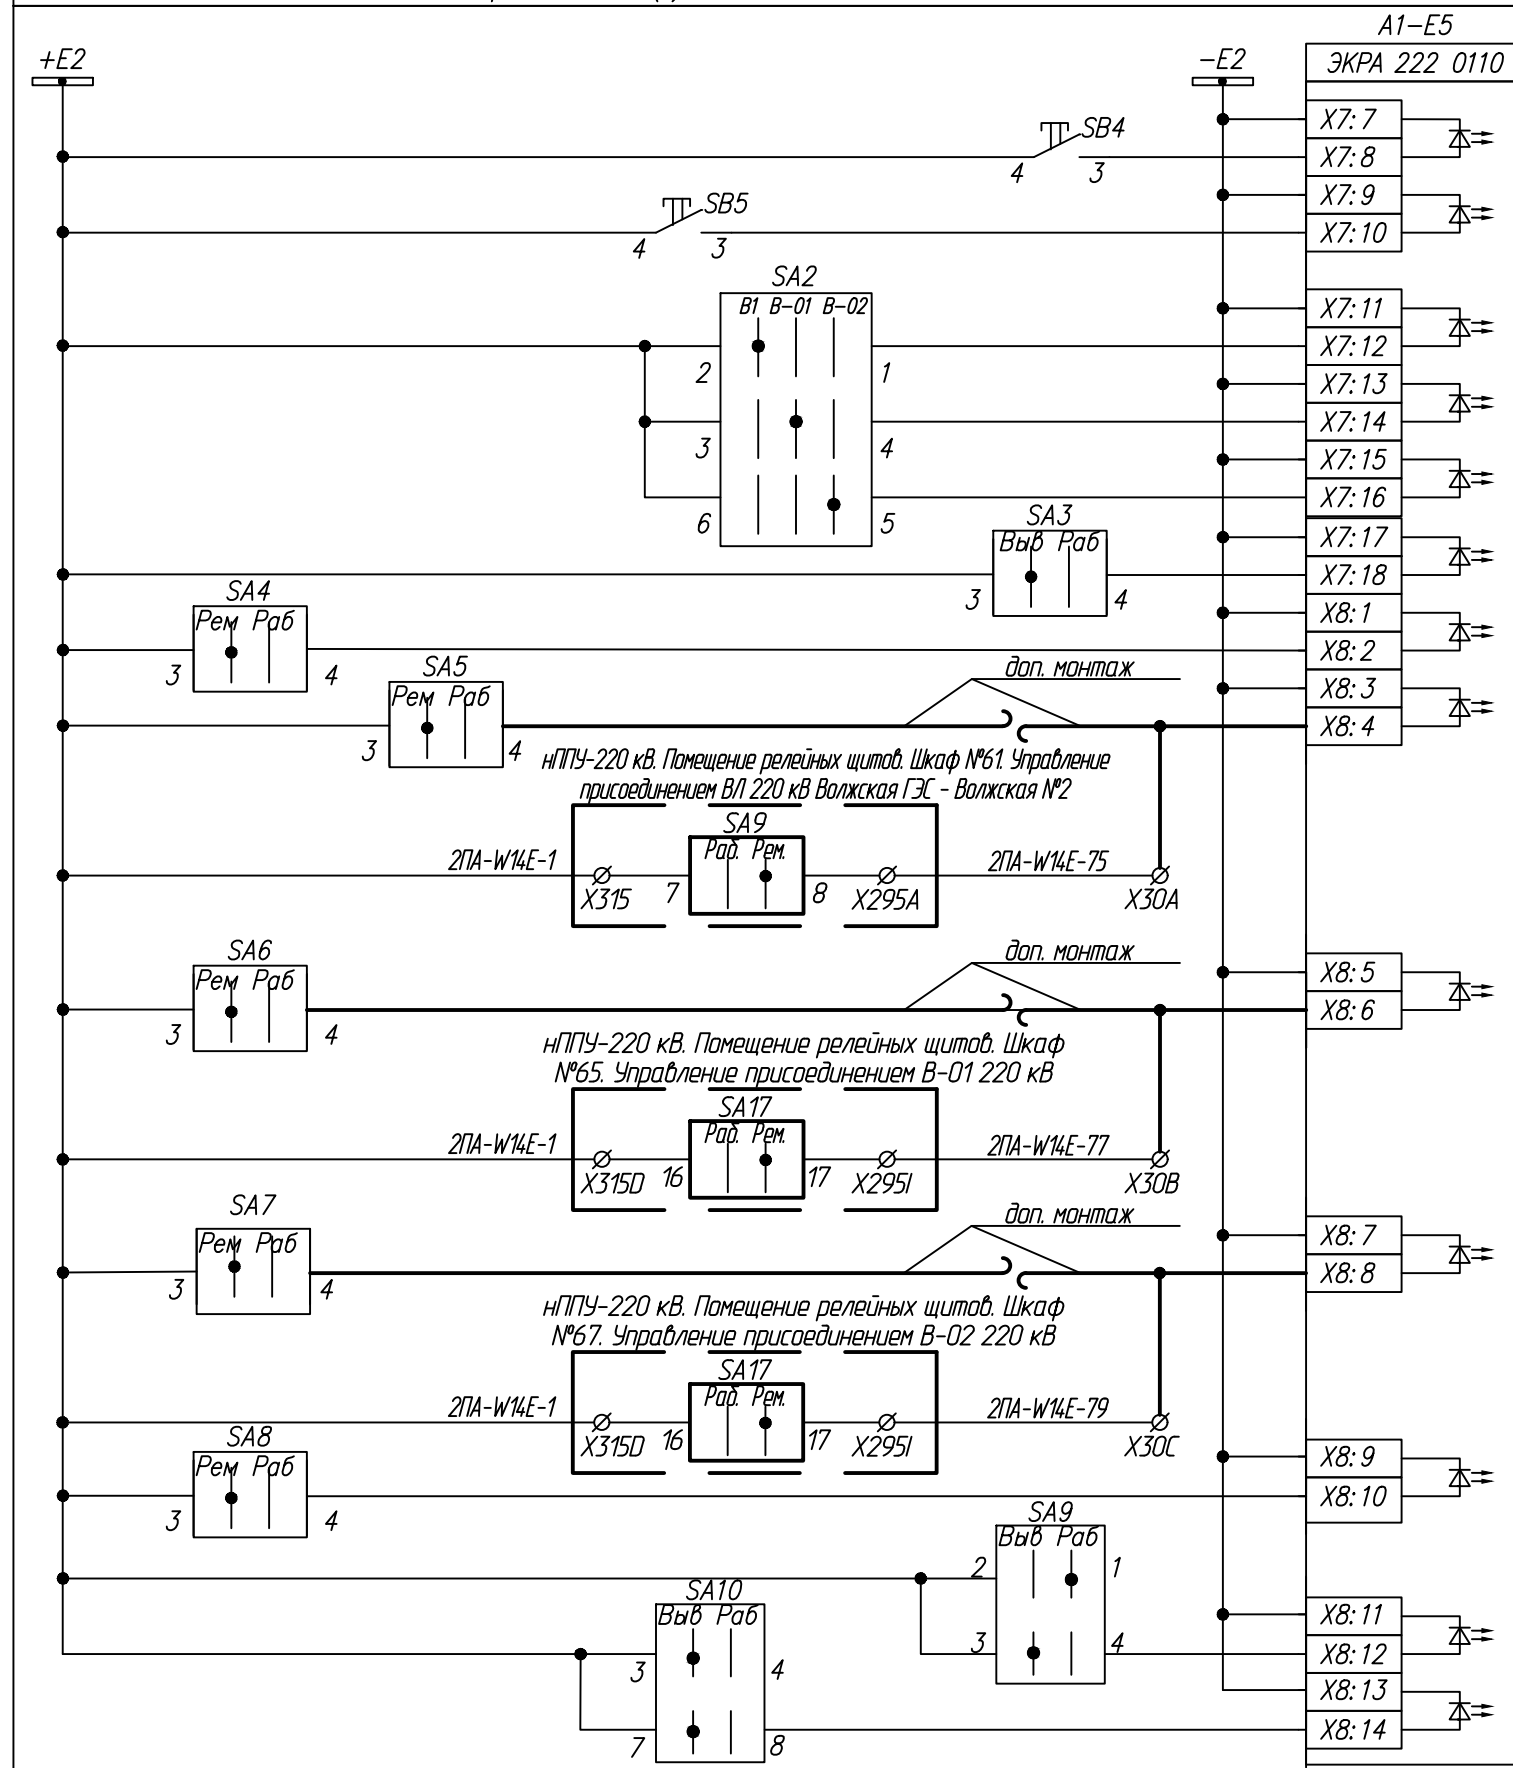 A1-E5
+E2
-E2
ЭКРА 222 0110
X7:7
SB4
X7:8
4
3
X7:9
SB5
X7:10
4
3
SA2
B1 B-01 B-02
X7:11
X7:12
2
1
X7:13
X7:14
3
4
X7:15
X7:16
6
5
SA3
Выв Раб
X7:17
X7:18
3
4
SA4
Рем Раб
X8:1
X8:2
3
4
SA5
Рем Раб
доп. монтаж
X8:3
X8:4
3
4
нППУ-220 кВ. Помещение релейных щитов. Шкаф №61. Управление
присоединением ВЛ 220 кВ Волжская ГЭС - Волжская №2
SA9
Раб. Рем.
2ПА-W14E-1
2ПА-W14E-75
X315
7
8
X295A
X30A
SA6
Рем Раб
доп. монтаж
X8:5
X8:6
3
4
нППУ-220 кВ. Помещение релейных щитов. Шкаф
№65. Управление присоединением В-01 220 кВ
SA17
Раб. Рем.
2ПА-W14E-1
2ПА-W14E-77
X315D
16
17
X295I
X30B
SA7
Рем Раб
доп. монтаж
X8:7
X8:8
3
4
нППУ-220 кВ. Помещение релейных щитов. Шкаф
№67. Управление присоединением В-02 220 кВ
SA17
Раб. Рем.
2ПА-W14E-1
2ПА-W14E-79
X315D
16
17
X295I
X30C
SA8
Рем Раб
X8:9
X8:10
3
4
SA9
Выв Раб
2
1
3
4
X8:11
X8:12
SA10
Выв Раб
3
4
X8:13
X8:14
7
8